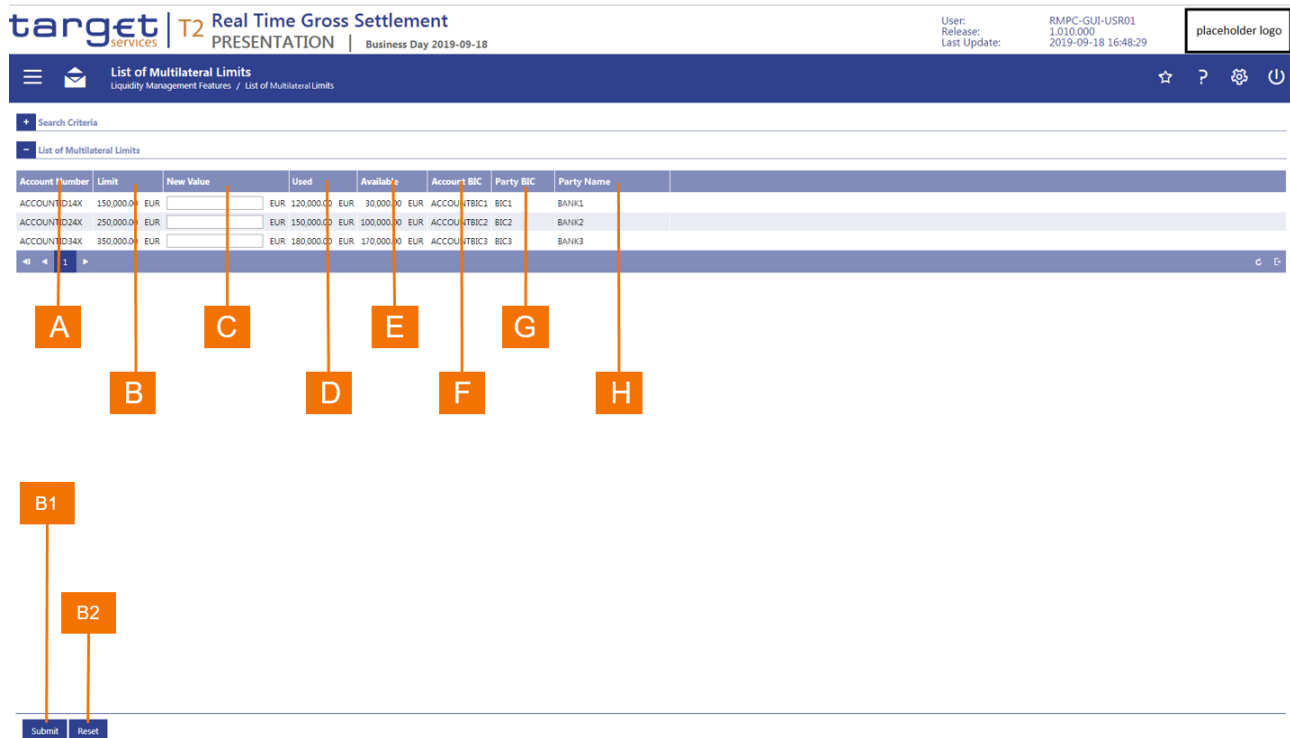 target services | T2 Real Time Gross Settlement
PRESENTATION | Business Day 2019-09-18
User: RMPC-GUI-USR01
Release: 1.010.000
Last Update: 2019-09-18 16:48:29
placeholder logo
List of Multilateral Limits
Liquidity Management Features / List of Multilateral Limits
?
+ Search Criteria
− List of Multilateral Limits
Account Number Limit New Value Used Available Account BIC Party BIC Party Name
ACCOUNTID14X 150,000.00 EUR EUR 120,000.00 EUR 30,000.00 EUR ACCOUNTBIC1 BIC1 BANK1
ACCOUNTID24X 250,000.00 EUR EUR 150,000.00 EUR 100,000.00 EUR ACCOUNTBIC2 BIC2 BANK2
ACCOUNTID34X 350,000.00 EUR EUR 180,000.00 EUR 170,000.00 EUR ACCOUNTBIC3 BIC3 BANK3
1
A C E G
B D F H
B1
B2
Submit Reset